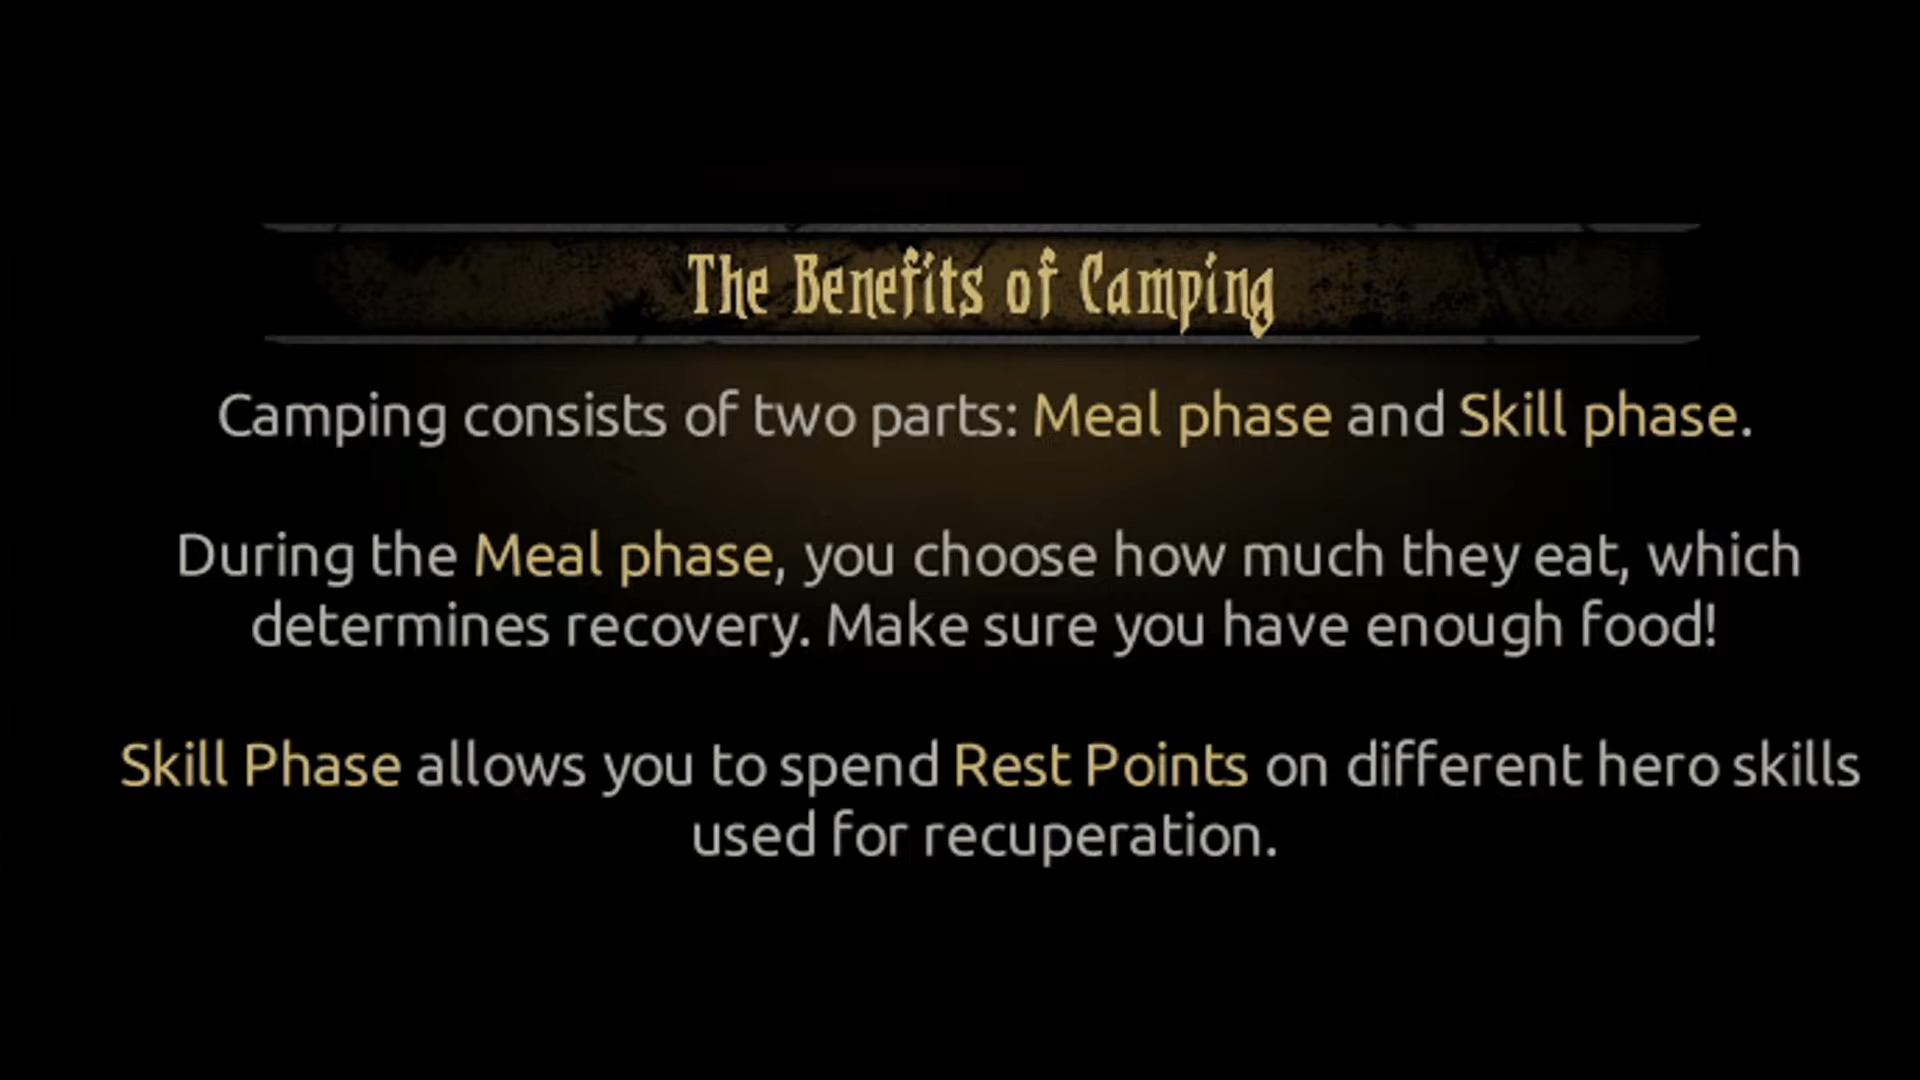 The Benefits of Camping
Camping consists of two parts: Meal phase and Skill phase.
During the Meal phase, you choose how much they eat, which
determines recovery. Make sure you have enough food!
Skill Phase allows you to spend Rest Points on different hero skills
used for recuperation.